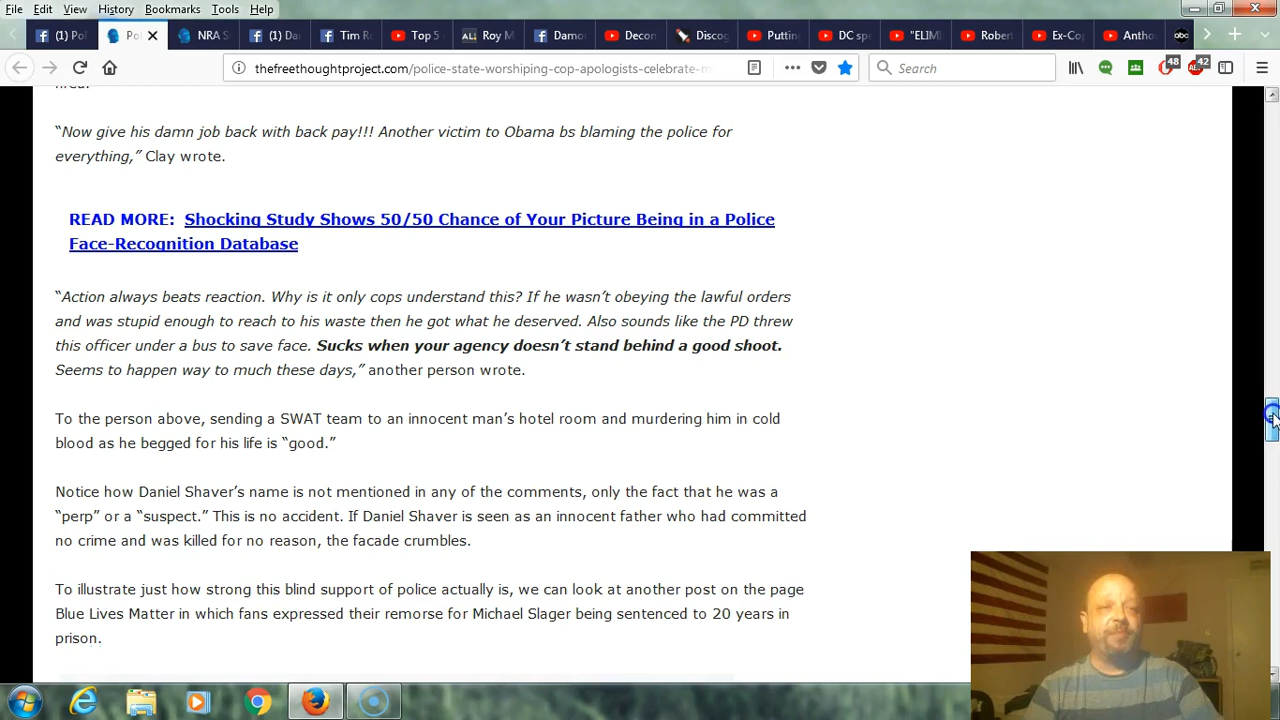 File Edit View History Bookmarks Tools Help
(1) Pol Pol NRA S (1) Da Tim R Top 5 ALL Roy M Damo Decon Discog Puttin DC spe "ELIMI Robert Ex-Cop Antho abc
thefreethoughtproject.com/police-state-worshiping-cop-apologists-celebrate-m Search 48 42
“Now give his damn job back with back pay!!! Another victim to Obama bs blaming the police for
everything,” Clay wrote.
READ MORE: Shocking Study Shows 50/50 Chance of Your Picture Being in a Police
Face-Recognition Database
“Action always beats reaction. Why is it only cops understand this? If he wasn’t obeying the lawful orders
and was stupid enough to reach to his waste then he got what he deserved. Also sounds like the PD threw
this officer under a bus to save face. Sucks when your agency doesn’t stand behind a good shoot.
Seems to happen way to much these days,” another person wrote.
To the person above, sending a SWAT team to an innocent man’s hotel room and murdering him in cold
blood as he begged for his life is “good.”
Notice how Daniel Shaver’s name is not mentioned in any of the comments, only the fact that he was a
“perp” or a “suspect.” This is no accident. If Daniel Shaver is seen as an innocent father who had committed
no crime and was killed for no reason, the facade crumbles.
To illustrate just how strong this blind support of police actually is, we can look at another post on the page
Blue Lives Matter in which fans expressed their remorse for Michael Slager being sentenced to 20 years in
prison.